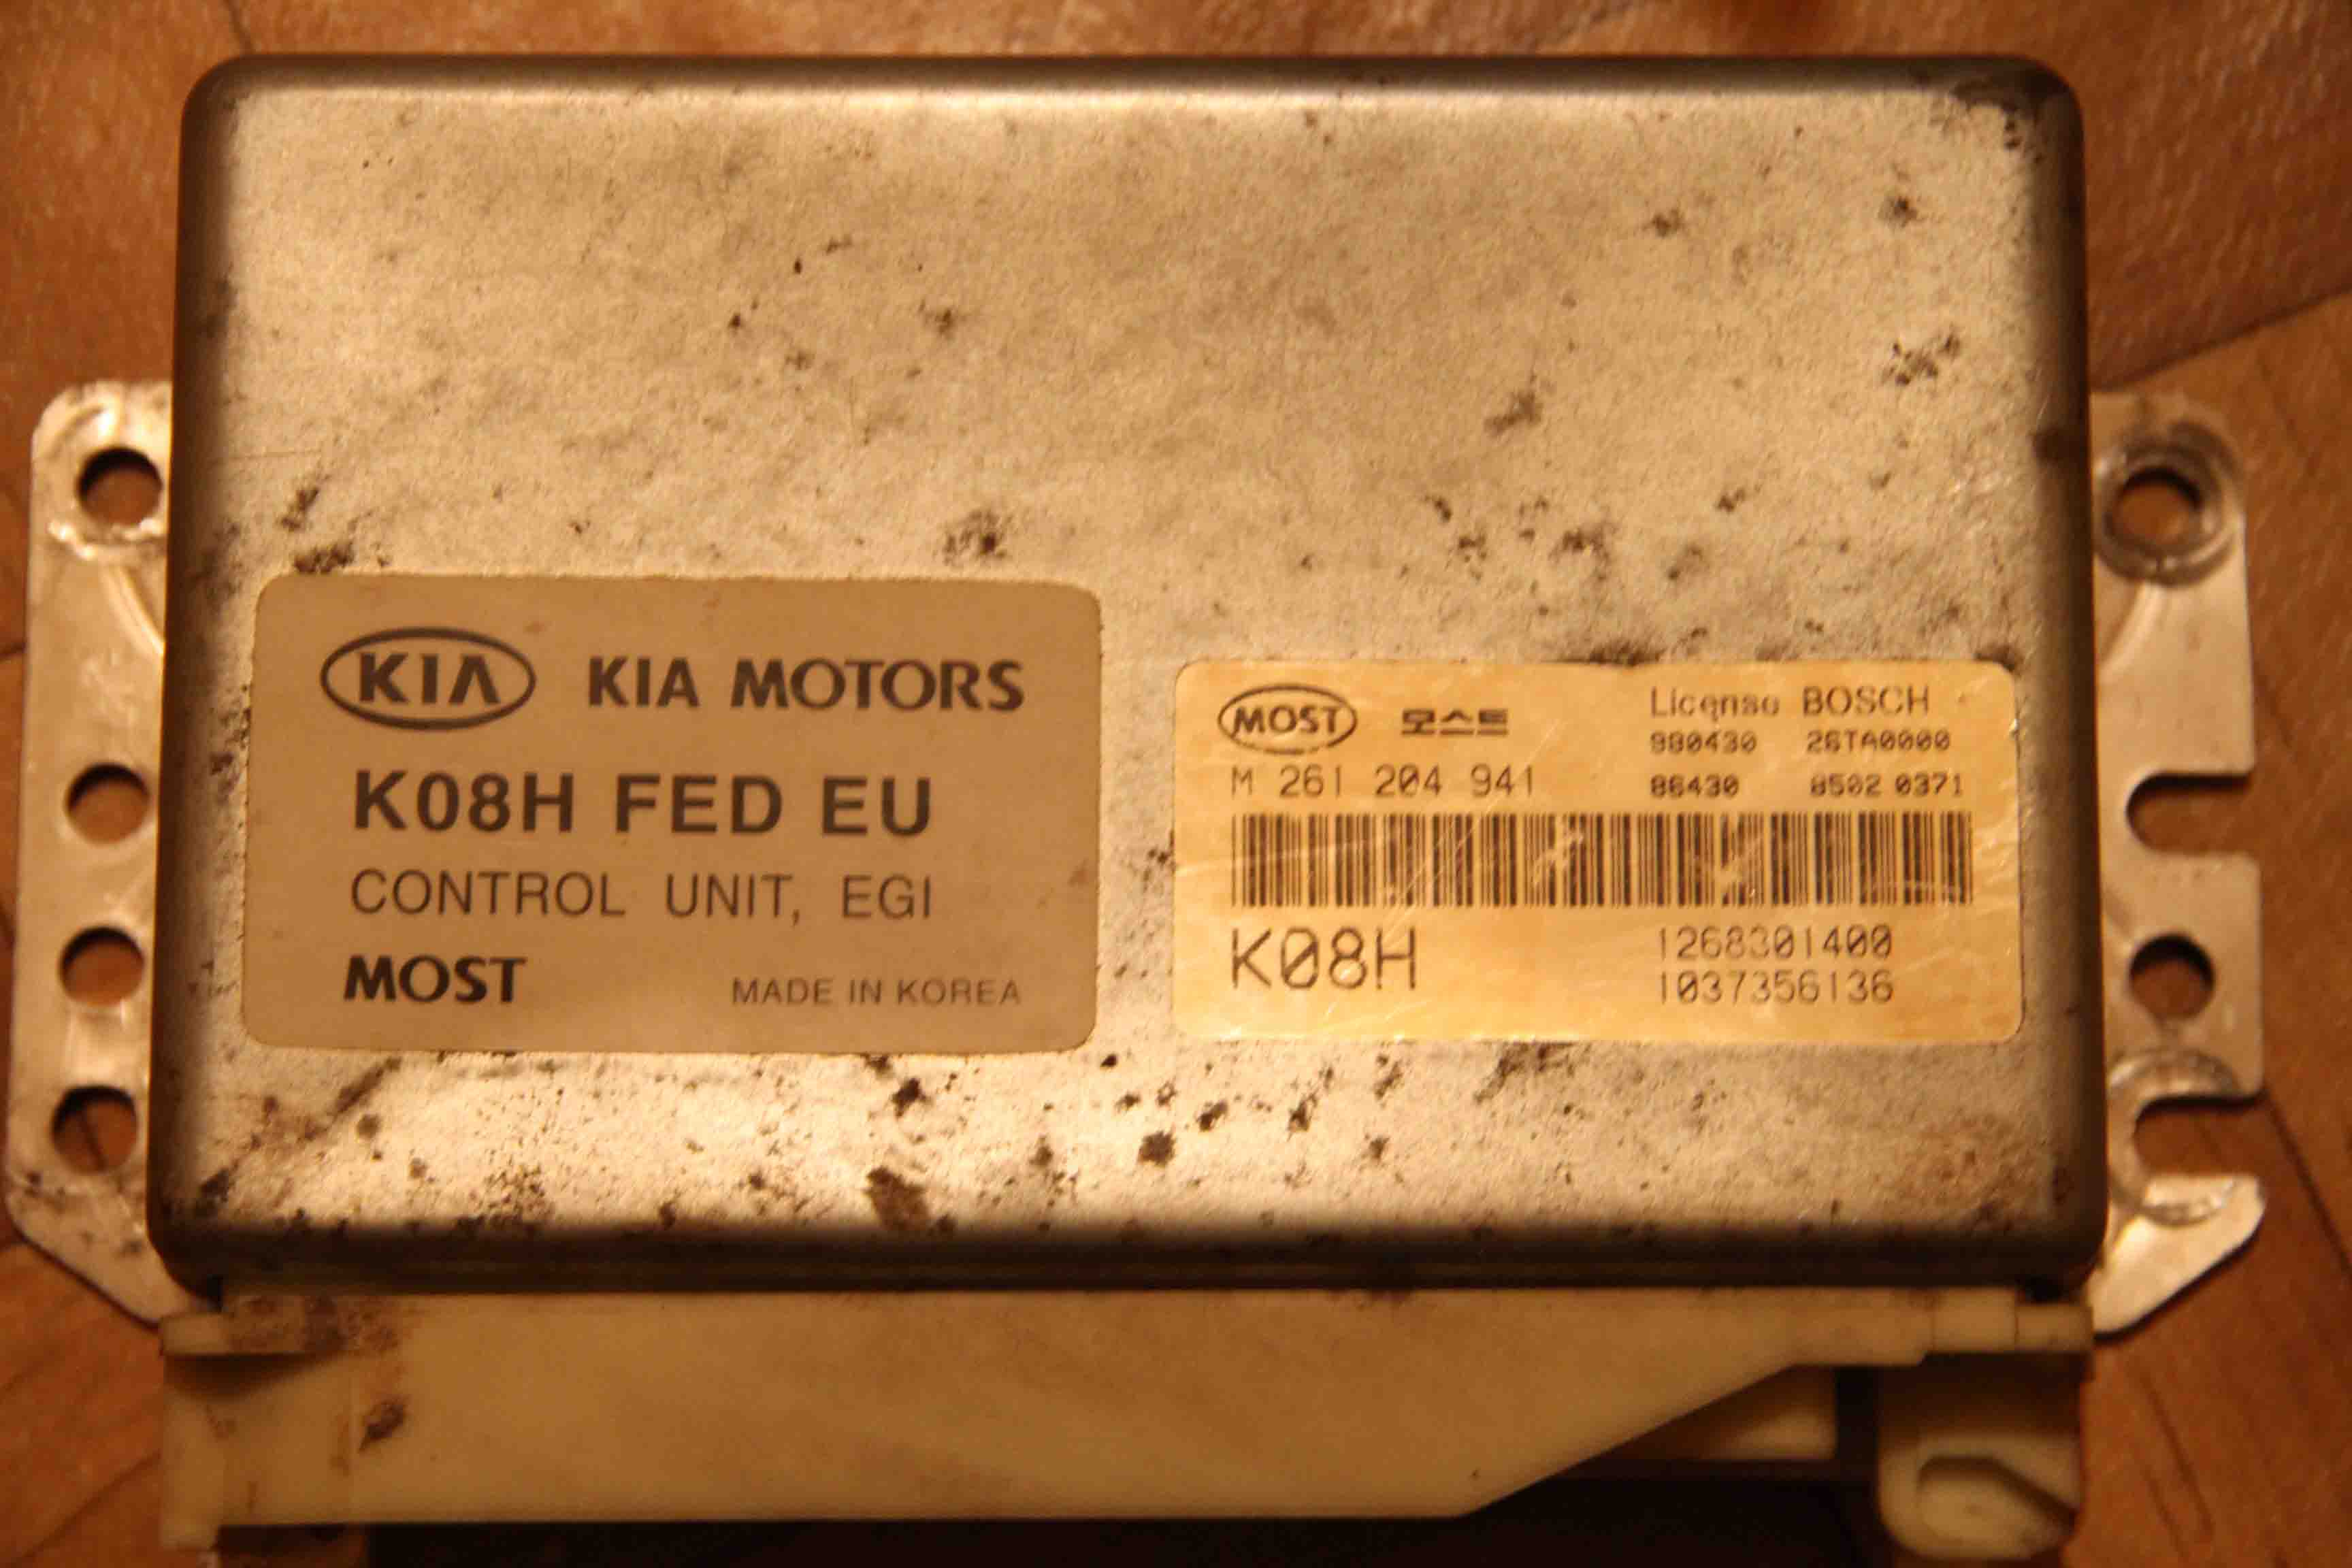 KIA KIA MOTORS
K08H FED EU
CONTROL UNIT, EGI
MOST MADE IN KOREA
MOST 모스트 License BOSCH
980430 26TA0000
M 261 204 941 86430 8502 0371
K08H 1268301400
1037356136